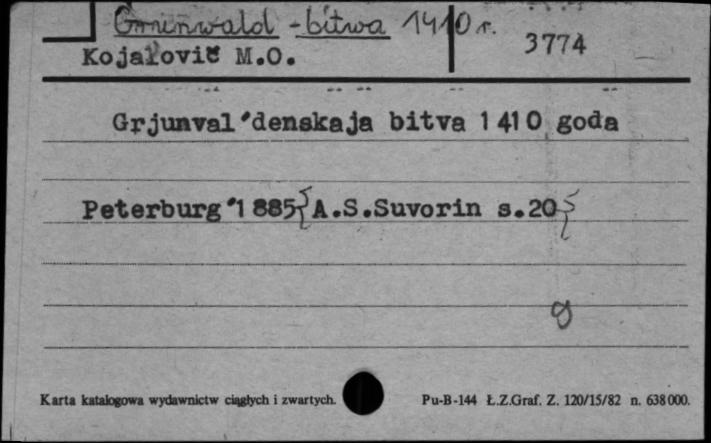 Grunwald - bitwa 1410 r.
Kojałovič M.O.
3774
Grjunval'denskaja bitva 1410 goda
Peterburg 1885 A.S.Suvorin s.20
Karta katalogowa wydawnictw ciągłych i zwartych.
Pu-B-144 Ł.Z.Graf. Z. 120/15/82 n. 638000.